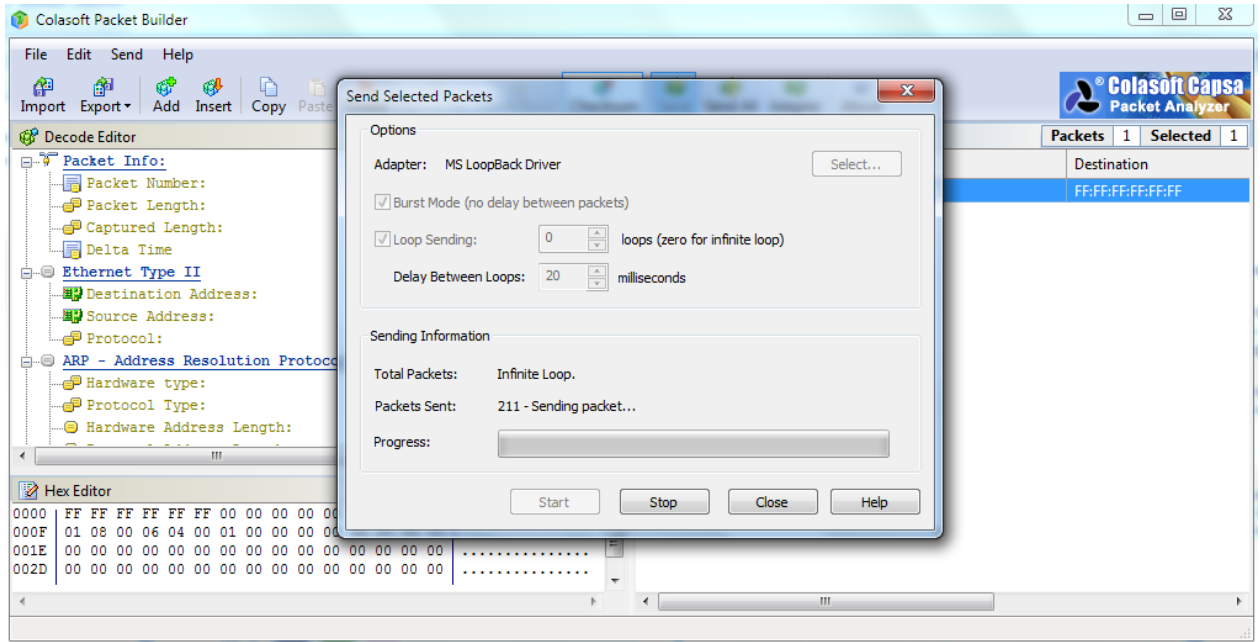 Colasoft Packet Builder
File Edit Send Help
Import Export Add Insert Copy Paste
Colasoft Capsa
Packet Analyzer
Decode Editor
Packets 1 Selected 1
Packet Info:
Packet Number:
Packet Length:
Captured Length:
Delta Time
Ethernet Type II
Destination Address:
Source Address:
Protocol:
ARP - Address Resolution Protoco
Hardware type:
Protocol Type:
Hardware Address Length:
Destination
FF:FF:FF:FF:FF:FF
Send Selected Packets
Options
Adapter: MS LoopBack Driver Select...
Burst Mode (no delay between packets)
Loop Sending: 0 loops (zero for infinite loop)
Delay Between Loops: 20 milliseconds
Sending Information
Total Packets: Infinite Loop.
Packets Sent: 211 - Sending packet...
Progress:
Start Stop Close Help
Hex Editor
0000 FF FF FF FF FF FF 00 00 00 00 00
000F 01 08 00 06 04 00 01 00 00 00 00
001E 00 00 00 00 00 00 00 00 00 00 00 00 00 00 00 ...............
002D 00 00 00 00 00 00 00 00 00 00 00 00 00 00 00 ...............